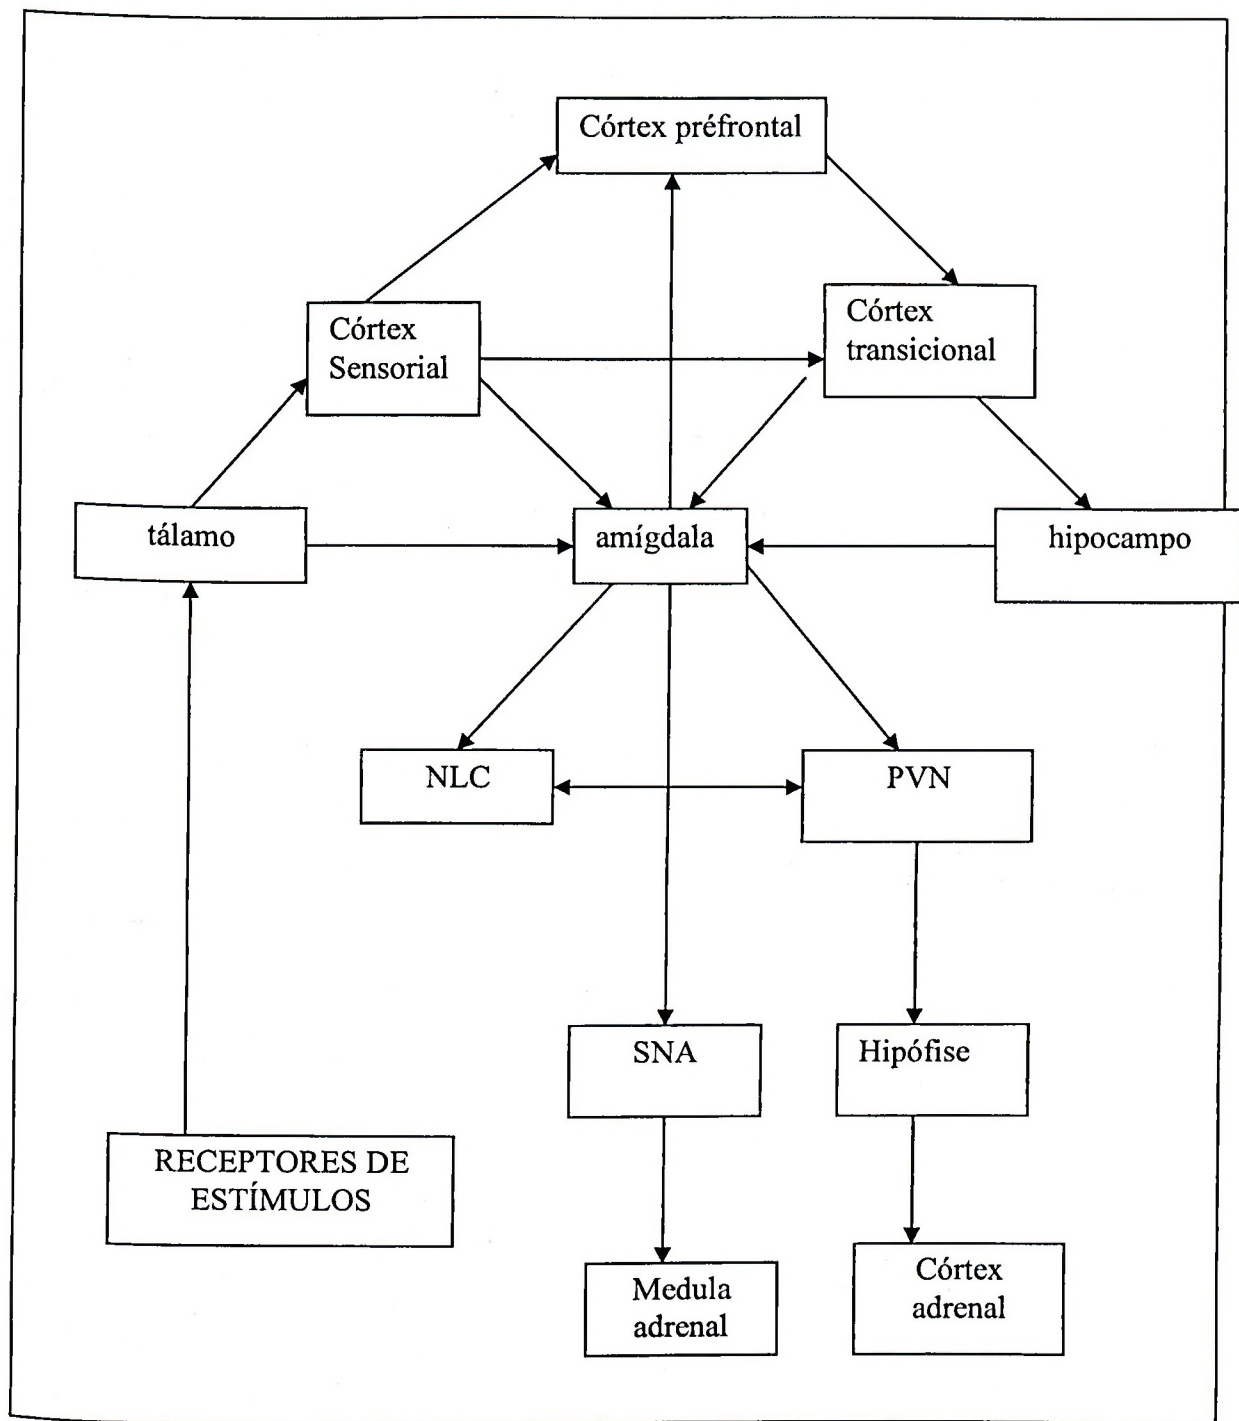 Córtex préfrontal
Córtex
Sensorial
Córtex
transicional
tálamo
amígdala
hipocampo
NLC
PVN
SNA
Hipófise
RECEPTORES DE
ESTÍMULOS
Medula
adrenal
Córtex
adrenal